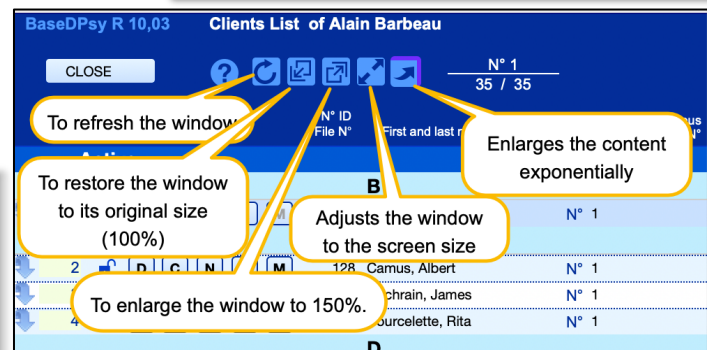 BaseDPsy R 10,03 Clients List of Alain Barbeau
CLOSE ? N° 1
35 / 35
To refresh the window
N° ID
File N° First and last
Enlarges the content
exponentially
To restore the window
to its original size
(100%)
B
M N° 1
Adjusts the window
to the screen size
2 D C N M 128 Camus, Albert N° 1
To enlarge the window to 150%.
chrain, James N° 1
4 ourcelette, Rita N° 1
D